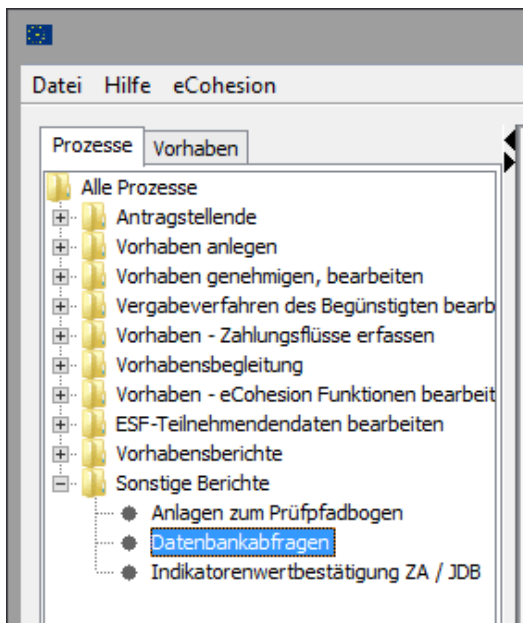 Datei Hilfe eCohesion
Prozesse Vorhaben
Alle Prozesse
Antragstellende
Vorhaben anlegen
Vorhaben genehmigen, bearbeiten
Vergabeverfahren des Begünstigten bearb
Vorhaben - Zahlungsflüsse erfassen
Vorhabensbegleitung
Vorhaben - eCohesion Funktionen bearbeit
ESF-Teilnehmendendaten bearbeiten
Vorhabensberichte
Sonstige Berichte
Anlagen zum Prüfpfadbogen
Datenbankabfragen
Indikatorenwertbestätigung ZA / JDB